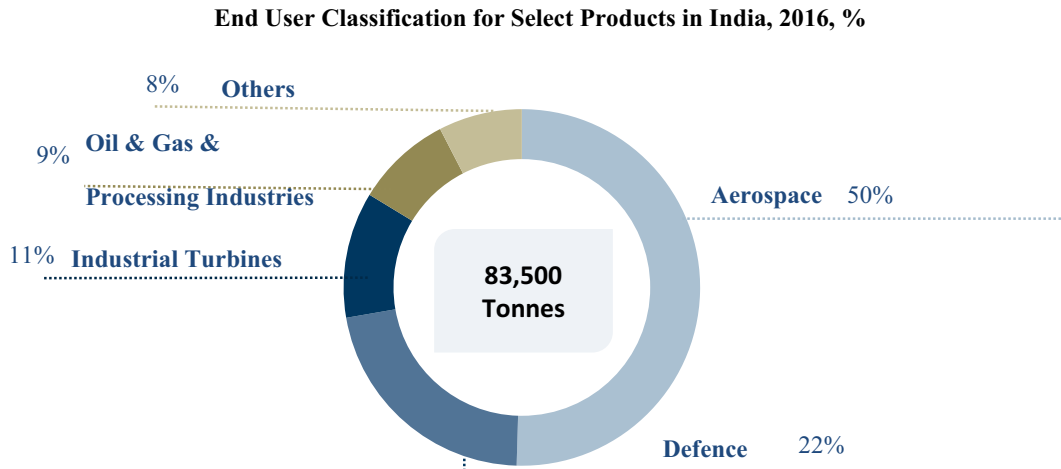 End User Classification for Select Products in India, 2016, %
8% Others
9% Oil & Gas &
Processing Industries
Aerospace 50%
11% Industrial Turbines
83,500
Tonnes
Defence 22%